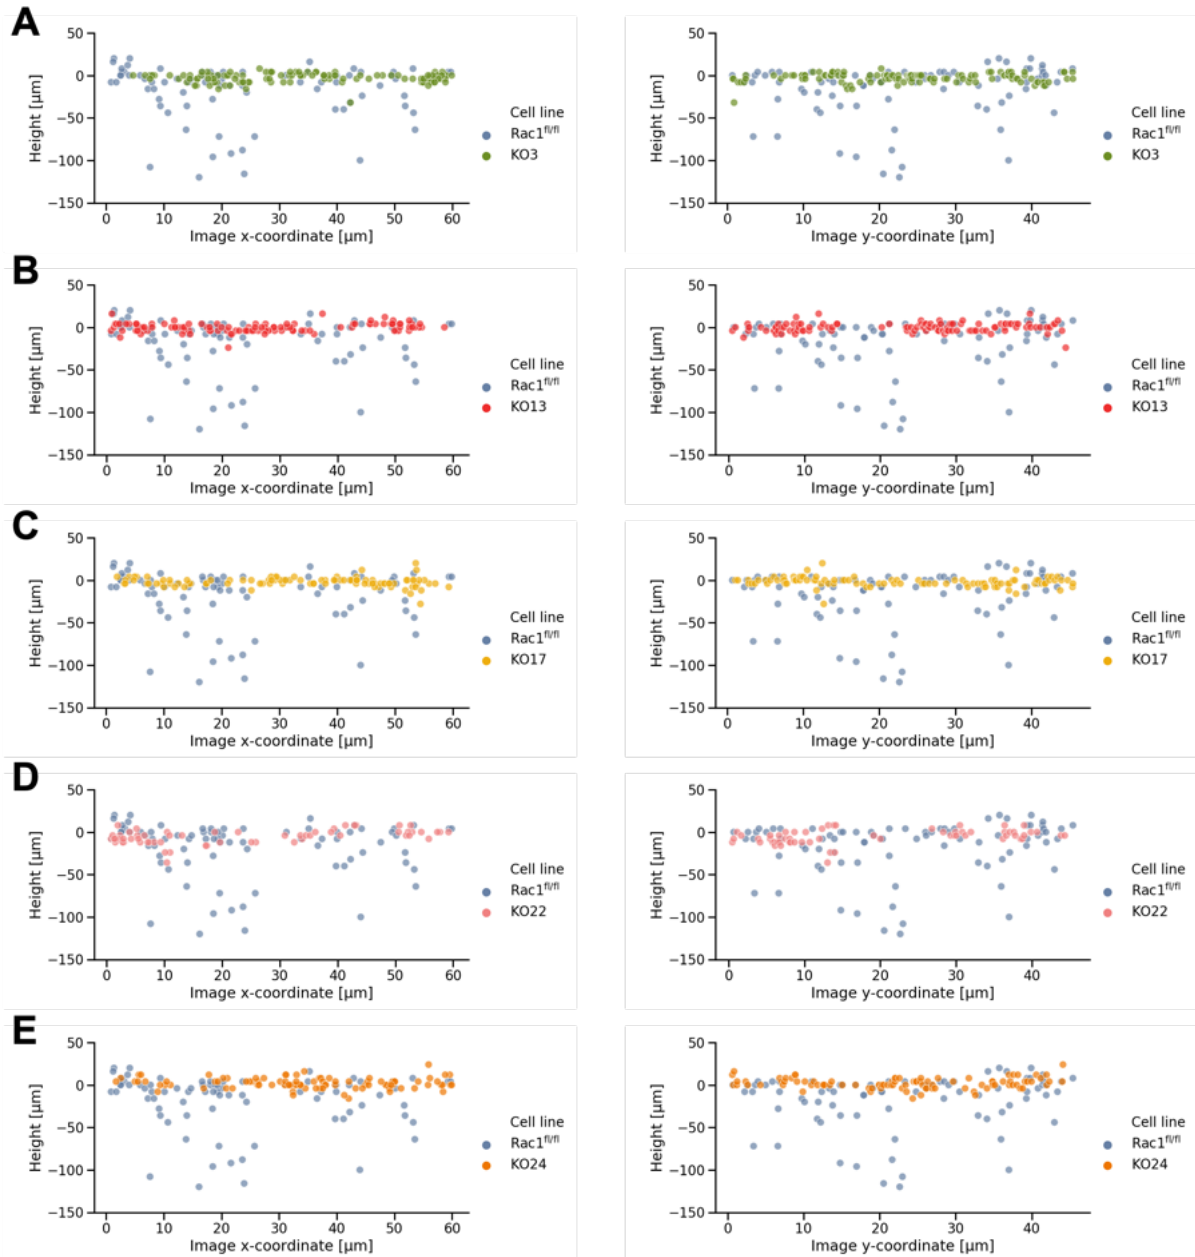 A
50
0
−50
−100
−150
Height [μm]
0 10 20 30 40 50 60
Image x-coordinate [μm]
Cell line
Rac1fl/fl
KO3
50
0
−50
−100
−150
Height [μm]
0 10 20 30 40
Image y-coordinate [μm]
Cell line
Rac1fl/fl
KO3
B
50
0
−50
−100
−150
Height [μm]
0 10 20 30 40 50 60
Image x-coordinate [μm]
Cell line
Rac1fl/fl
KO13
50
0
−50
−100
−150
Height [μm]
0 10 20 30 40
Image y-coordinate [μm]
Cell line
Rac1fl/fl
KO13
C
50
0
−50
−100
−150
Height [μm]
0 10 20 30 40 50 60
Image x-coordinate [μm]
Cell line
Rac1fl/fl
KO17
50
0
−50
−100
−150
Height [μm]
0 10 20 30 40
Image y-coordinate [μm]
Cell line
Rac1fl/fl
KO17
D
50
0
−50
−100
−150
Height [μm]
0 10 20 30 40 50 60
Image x-coordinate [μm]
Cell line
Rac1fl/fl
KO22
50
0
−50
−100
−150
Height [μm]
0 10 20 30 40
Image y-coordinate [μm]
Cell line
Rac1fl/fl
KO22
E
50
0
−50
−100
−150
Height [μm]
0 10 20 30 40 50 60
Image x-coordinate [μm]
Cell line
Rac1fl/fl
KO24
50
0
−50
−100
−150
Height [μm]
0 10 20 30 40
Image y-coordinate [μm]
Cell line
Rac1fl/fl
KO24